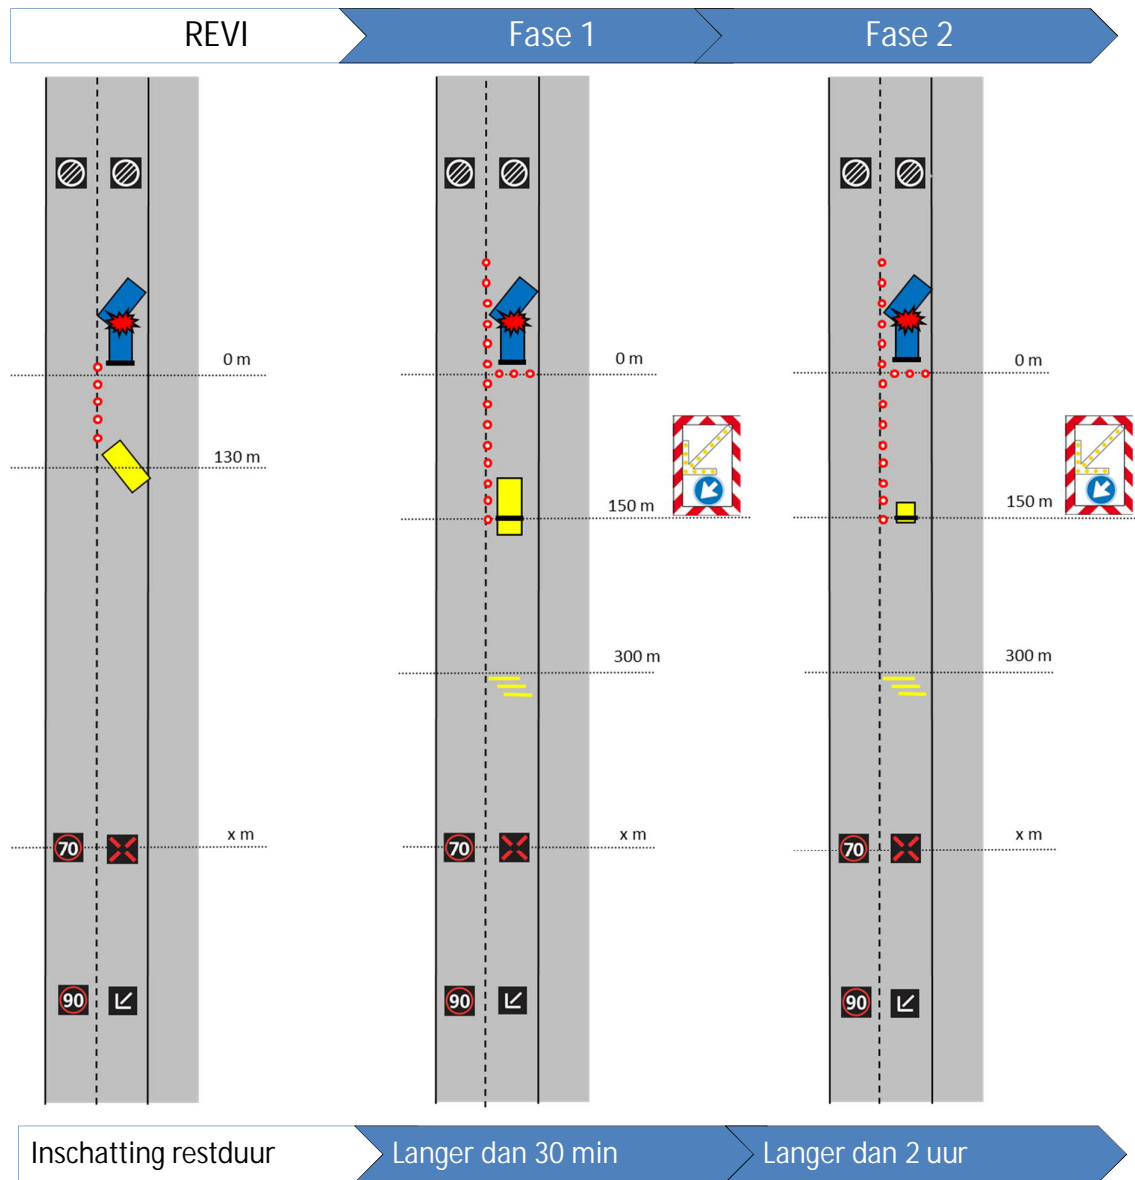 REVI Fase 1 Fase 2
0 m 0 m 0 m
130 m
150 m 150 m
300 m 300 m
x m x m x m
70 70 70
90 90 90
Inschatting restduur Langer dan 30 min Langer dan 2 uur